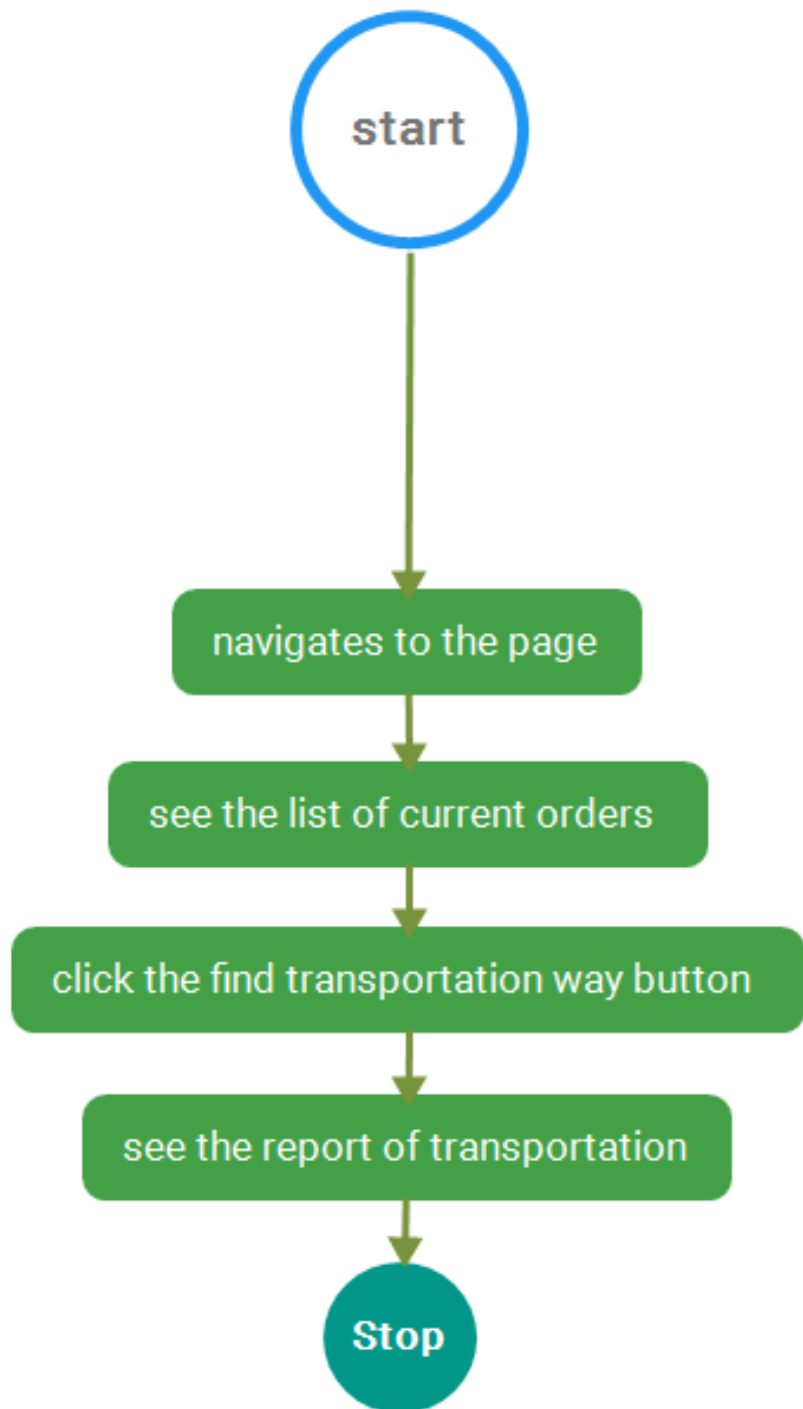 start
navigates to the page
see the list of current orders
click the find transportation way button
see the report of transportation
Stop